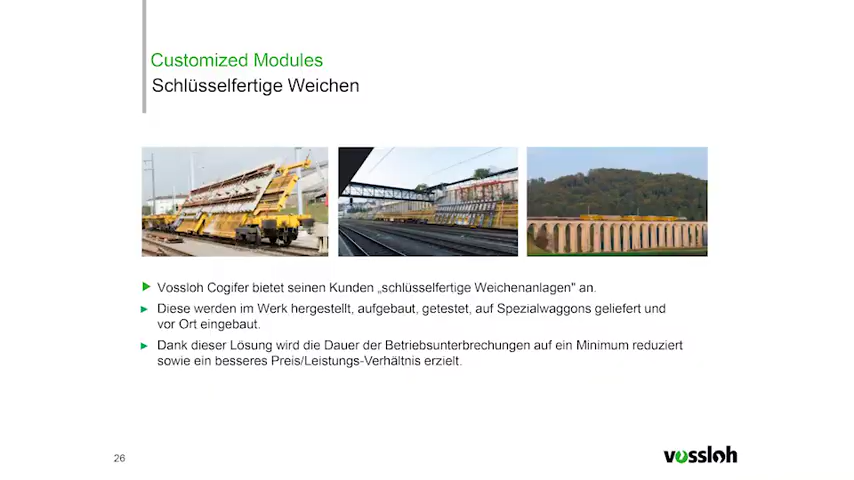 Customized Modules
Schlüsselfertige Weichen
Vossloh Cogifer bietet seinen Kunden „schlüsselfertige Weichenanlagen" an.
Diese werden im Werk hergestellt, aufgebaut, getestet, auf Spezialwaggons geliefert und
vor Ort eingebaut.
Dank dieser Lösung wird die Dauer der Betriebsunterbrechungen auf ein Minimum reduziert
sowie ein besseres Preis/Leistungs-Verhältnis erzielt.
26
vossloh